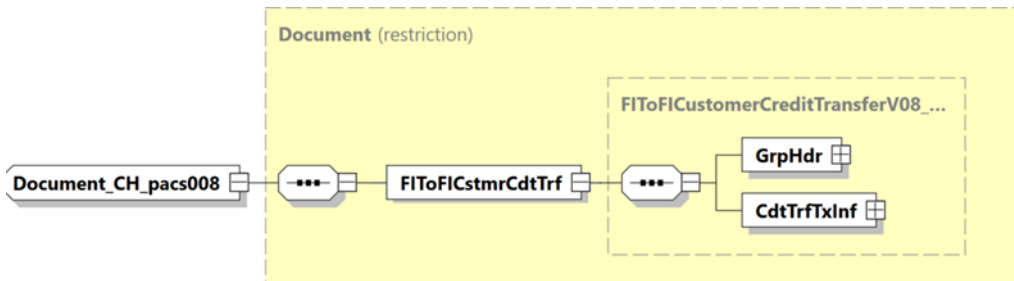 Document (restriction)
FIToFICustomerCreditTransferV08_...
GrpHdr
Document_CH_pacs008
FIToFICstmrCdtTrf
CdtTrfTxInf